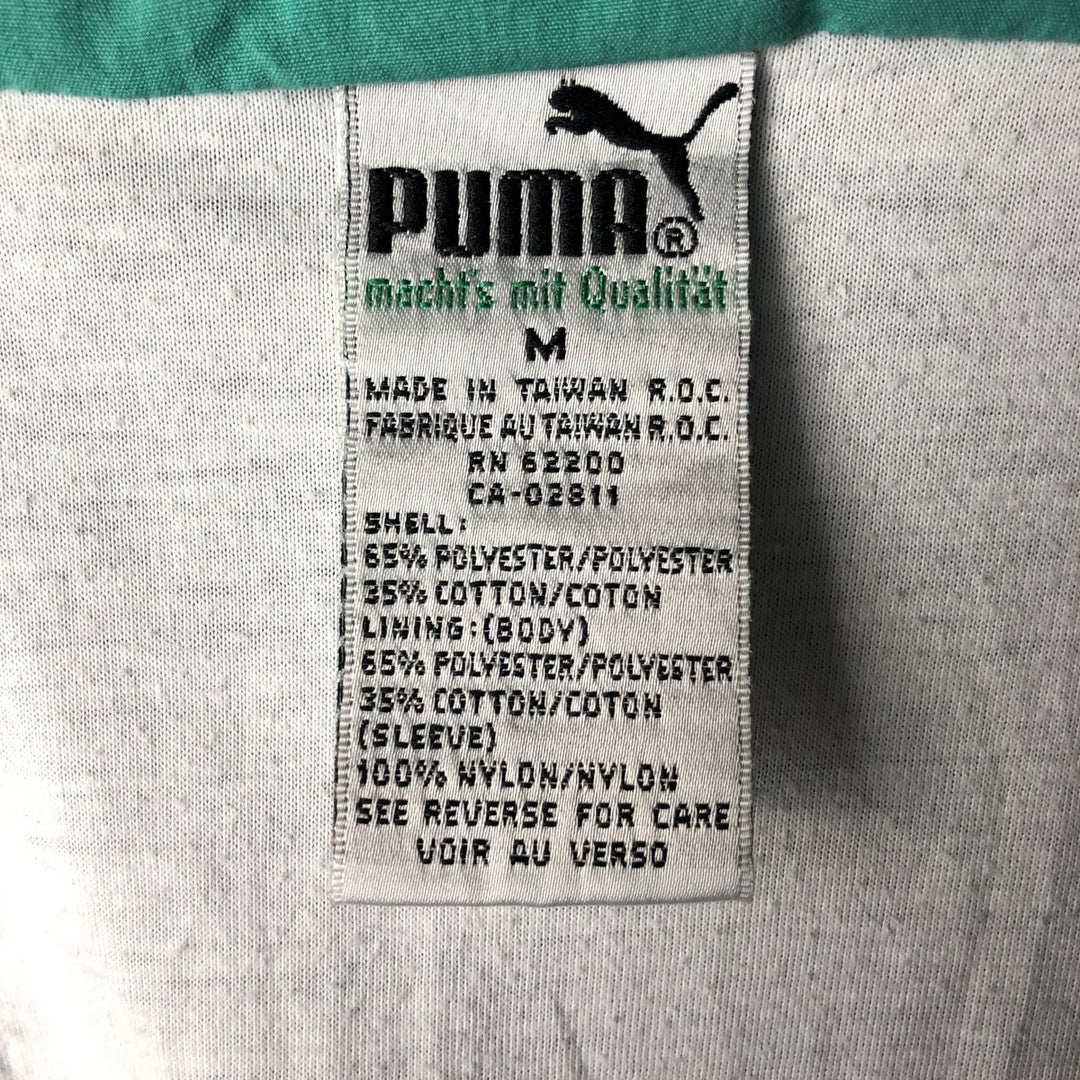 PUMA®
macht's mit Qualität
M
MADE IN TAIWAN R.O.C.
FABRIQUE AU TAIWAN R.O.C.
RN 62200
CA-02811
SHELL:
65% POLYESTER/POLYESTER
35% COTTON/COTON
LINING:(BODY)
65% POLYESTER/POLYESTER
35% COTTON/COTON
(SLEEVE)
100% NYLON/NYLON
SEE REVERSE FOR CARE
VOIR AU VERSO